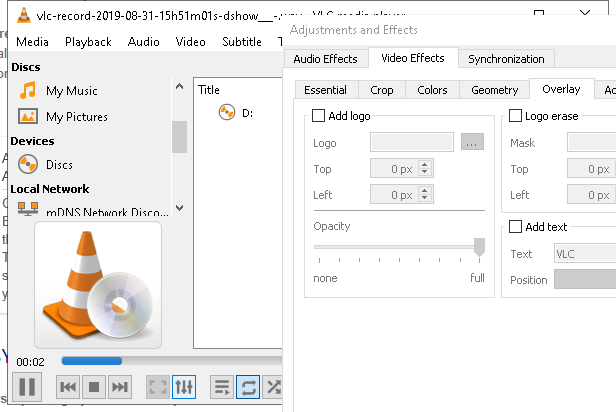 vlc-record-2019-08-31-15h51m01s-dshow___-,wav - VLC media player
Media Playback Audio Video Subtitle T
Discs
My Music
My Pictures
Devices
Discs
Local Network
mDNS Network Disco...
Title
D:
00:02
Adjustments and Effects
Audio Effects Video Effects Synchronization
Essential Crop Colors Geometry Overlay
Add logo
Logo ...
Top 0 px
Left 0 px
Opacity
none full
Logo erase
Mask
Top 0 px
Left 0 px
Add text
Text VLC
Position